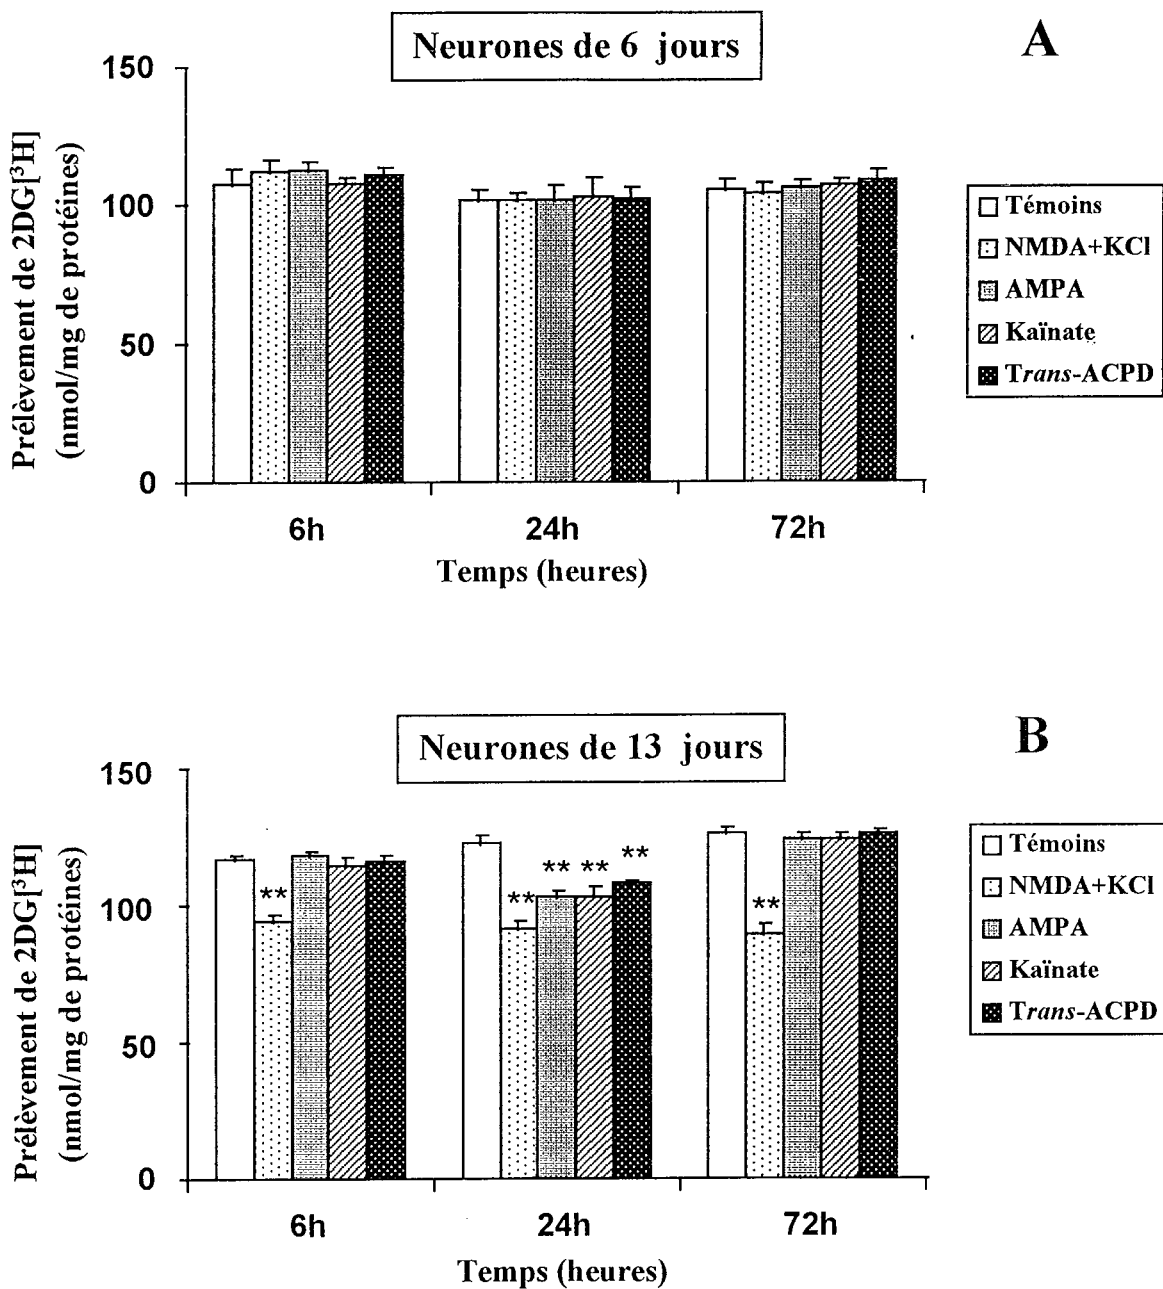 Neurones de 6 jours
A
Prélèvement de 2DG[³H]
(nmol/mg de protéines)
150
100
50
0
6h
24h
72h
Temps (heures)
Témoins
NMDA+KCl
AMPA
Kaïnate
Trans-ACPD
Neurones de 13 jours
B
Prélèvement de 2DG[³H]
(nmol/mg de protéines)
150
100
50
0
**
**
**
**
**
**
6h
24h
72h
Temps (heures)
Témoins
NMDA+KCl
AMPA
Kaïnate
Trans-ACPD